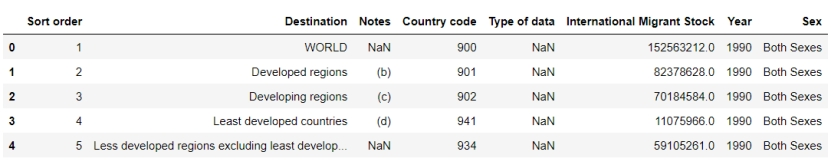 Sort order Destination Notes Country code Type of data International Migrant Stock Year Sex
0 1 WORLD NaN 900 NaN 152563212.0 1990 Both Sexes
1 2 Developed regions (b) 901 NaN 82378628.0 1990 Both Sexes
2 3 Developing regions (c) 902 NaN 70184584.0 1990 Both Sexes
3 4 Least developed countries (d) 941 NaN 11075966.0 1990 Both Sexes
4 5 Less developed regions excluding least develop... NaN 934 NaN 59105261.0 1990 Both Sexes